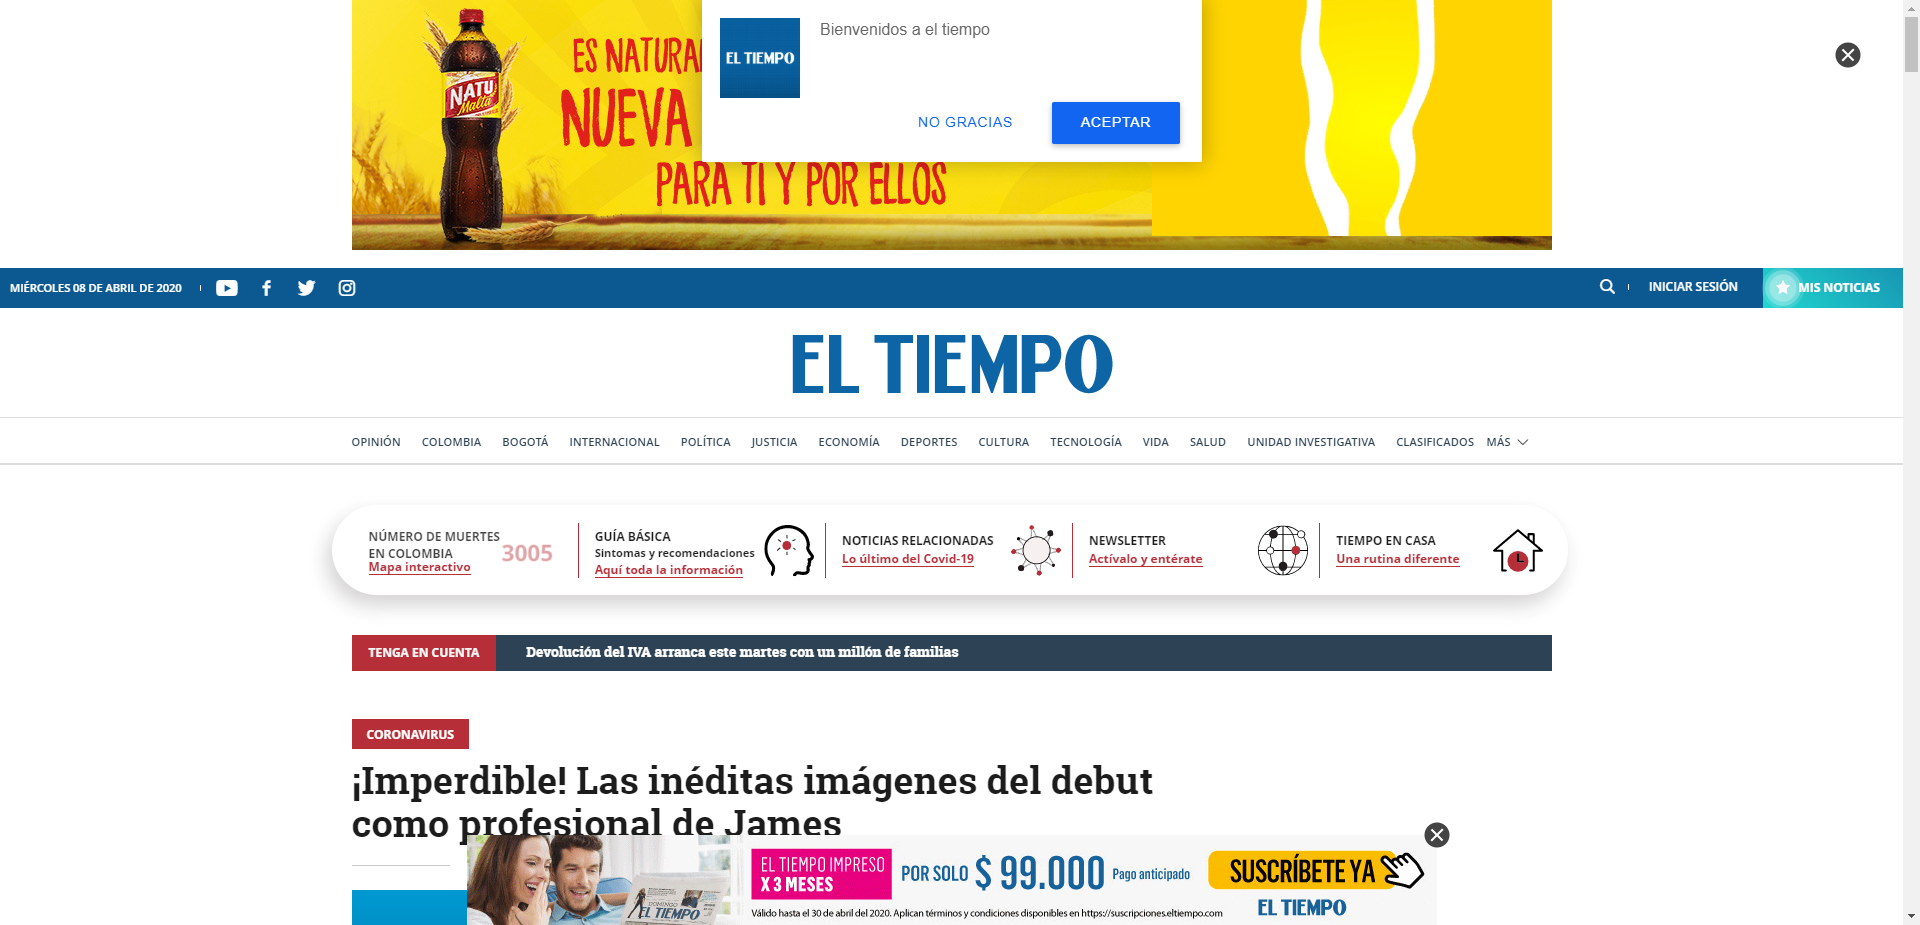 ES NATURAL
NUEVA
PARA TI Y POR ELLOS
NATU
Malta
EL TIEMPO
Bienvenidos a el tiempo
NO GRACIAS
ACEPTAR
MIÉRCOLES 08 DE ABRIL DE 2020
INICIAR SESIÓN
MIS NOTICIAS
EL TIEMPO
OPINIÓN COLOMBIA BOGOTÁ INTERNACIONAL POLÍTICA JUSTICIA ECONOMÍA DEPORTES CULTURA TECNOLOGÍA VIDA SALUD UNIDAD INVESTIGATIVA CLASIFICADOS MÁS
NÚMERO DE MUERTES
EN COLOMBIA
Mapa interactivo
3005
GUÍA BÁSICA
Sintomas y recomendaciones
Aquí toda la información
NOTICIAS RELACIONADAS
Lo último del Covid-19
NEWSLETTER
Actívalo y entérate
TIEMPO EN CASA
Una rutina diferente
TENGA EN CUENTA
Devolución del IVA arranca este martes con un millón de familias
CORONAVIRUS
¡Imperdible! Las inéditas imágenes del debut
como profesional de James
EL TIEMPO IMPRESO
X 3 MESES
POR SOLO $ 99.000 Pago anticipado
SUSCRÍBETE YA
Válido hasta el 30 de abril del 2020. Aplican términos y condiciones disponibles en https://suscripciones.eltiempo.com
EL TIEMPO
DOMINGO
EL TIEMPO